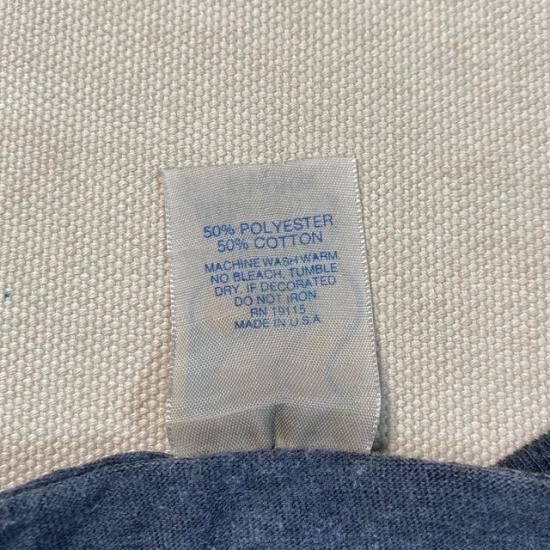 50% POLYESTER
50% COTTON
MACHINE WASH WARM
NO BLEACH, TUMBLE
DRY, IF DECORATED
DO NOT IRON
RN 19115
MADE IN U.S.A